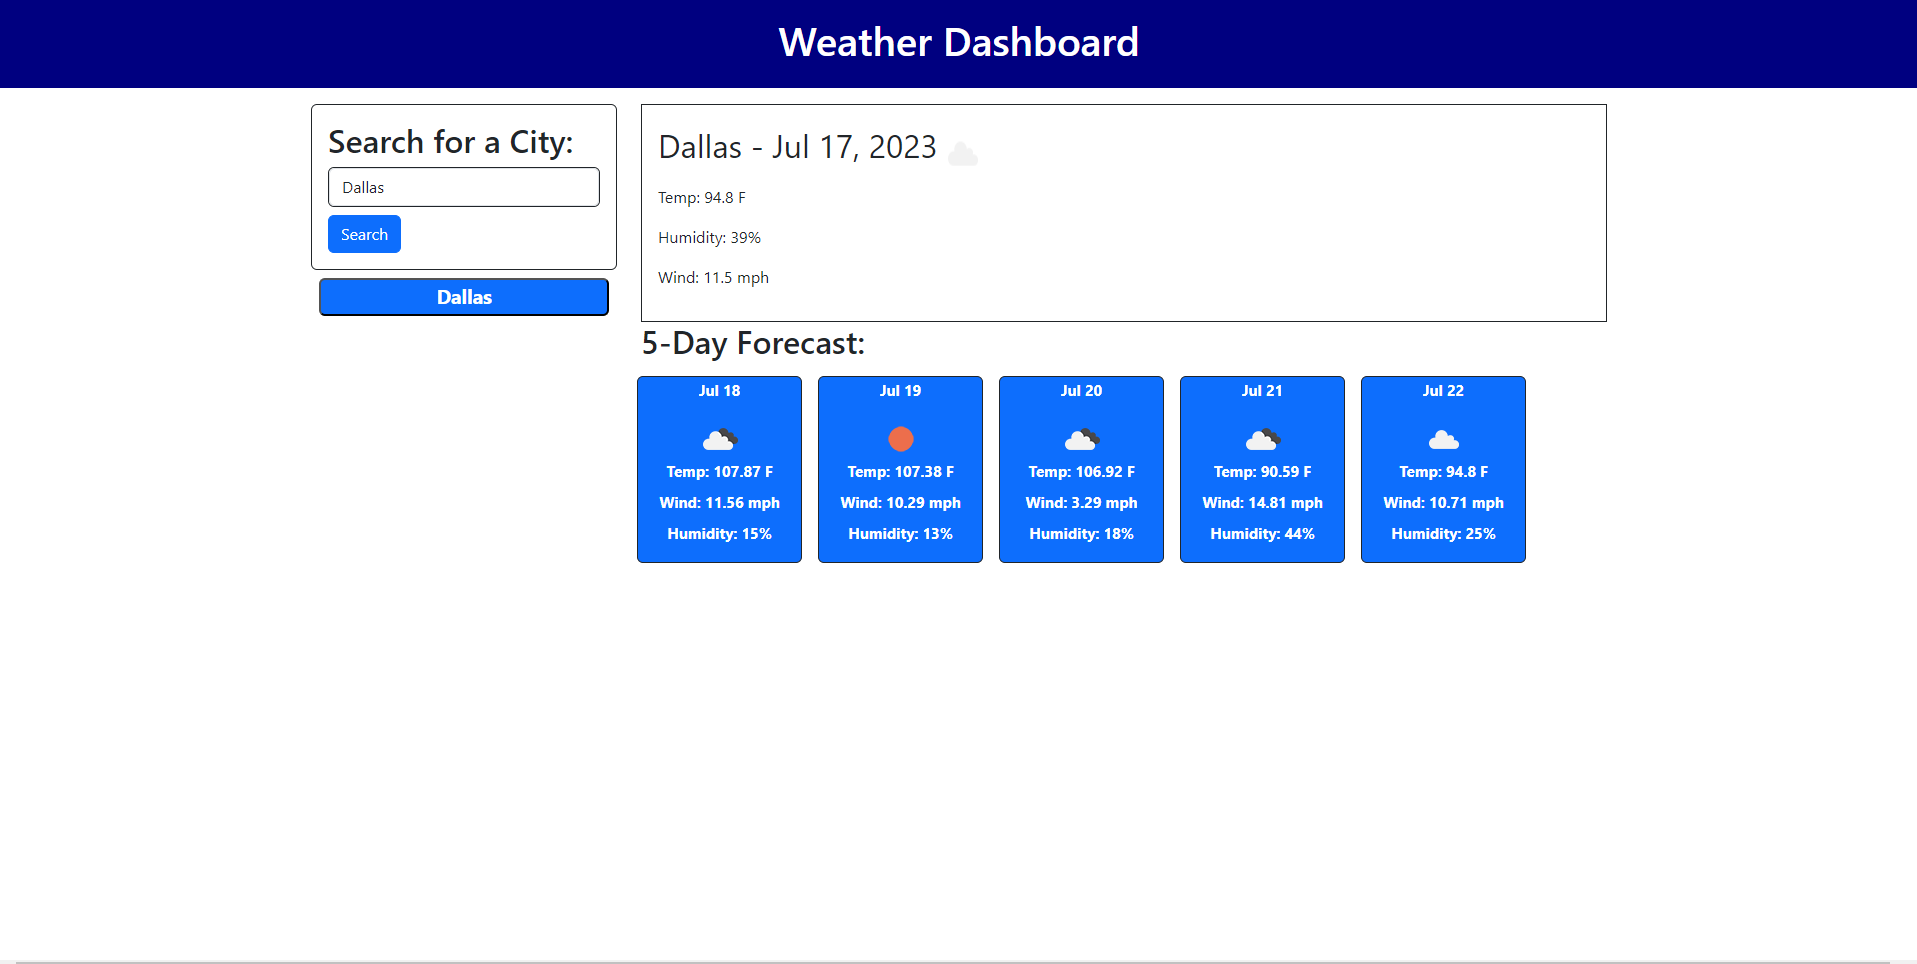 Weather Dashboard
Search for a City:
Dallas
Search
Dallas
Dallas - Jul 17, 2023
Temp: 94.8 F
Humidity: 39%
Wind: 11.5 mph
5-Day Forecast:
Jul 18
Temp: 107.87 F
Wind: 11.56 mph
Humidity: 15%
Jul 19
Temp: 107.38 F
Wind: 10.29 mph
Humidity: 13%
Jul 20
Temp: 106.92 F
Wind: 3.29 mph
Humidity: 18%
Jul 21
Temp: 90.59 F
Wind: 14.81 mph
Humidity: 44%
Jul 22
Temp: 94.8 F
Wind: 10.71 mph
Humidity: 25%